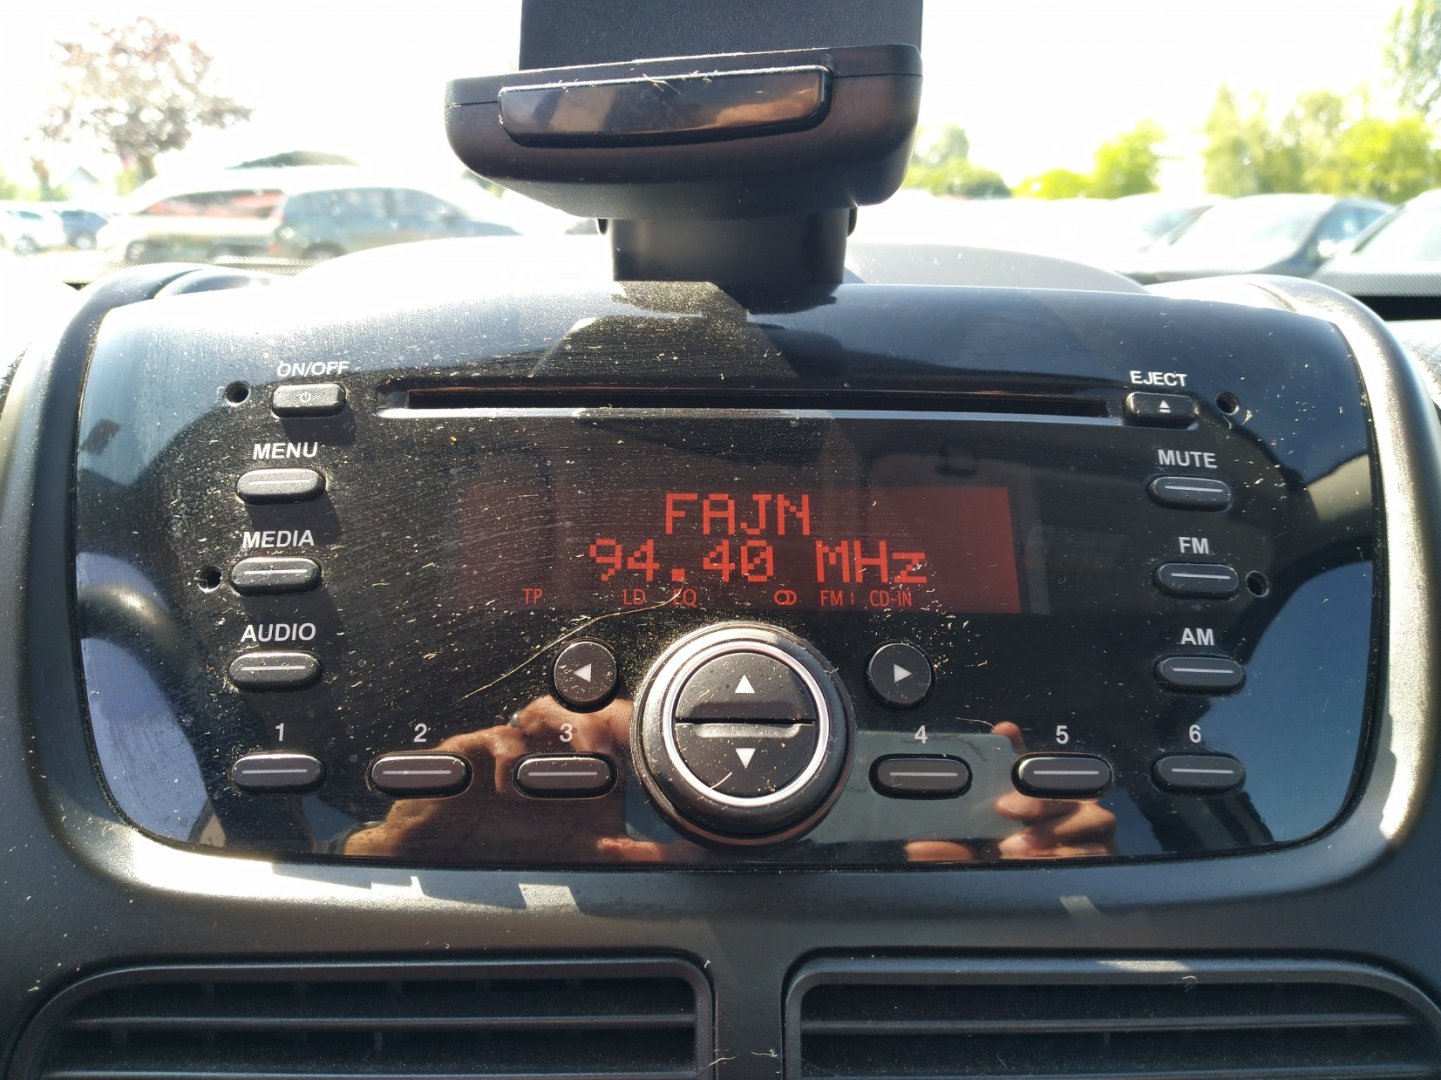 ON/OFF
EJECT
MENU
MUTE
FAJN
94.40 MHz
MEDIA
FM
TP LD EQ FM CD-IN
AUDIO
AM
1 2 3 4 5 6